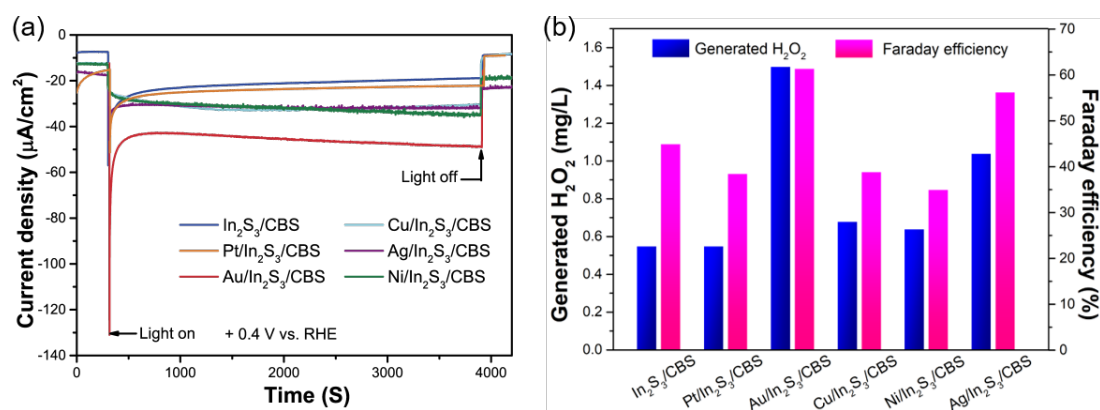 (a)
0
-20
-40
-60
-80
-100
-120
-140
Current density (μA/cm²)
Light off
In₂S₃/CBS
Cu/In₂S₃/CBS
Pt/In₂S₃/CBS
Ag/In₂S₃/CBS
Au/In₂S₃/CBS
Ni/In₂S₃/CBS
Light on
+ 0.4 V vs. RHE
0 1000 2000 3000 4000
Time (S)
(b)
Generated H₂O₂
Faraday efficiency
1.6
1.4
1.2
1.0
0.8
0.6
0.4
0.2
0.0
Generated H₂O₂ (mg/L)
70
60
50
40
30
20
10
0
Faraday efficiency (%)
In₂S₃/CBS
Pt/In₂S₃/CBS
Au/In₂S₃/CBS
Cu/In₂S₃/CBS
Ni/In₂S₃/CBS
Ag/In₂S₃/CBS